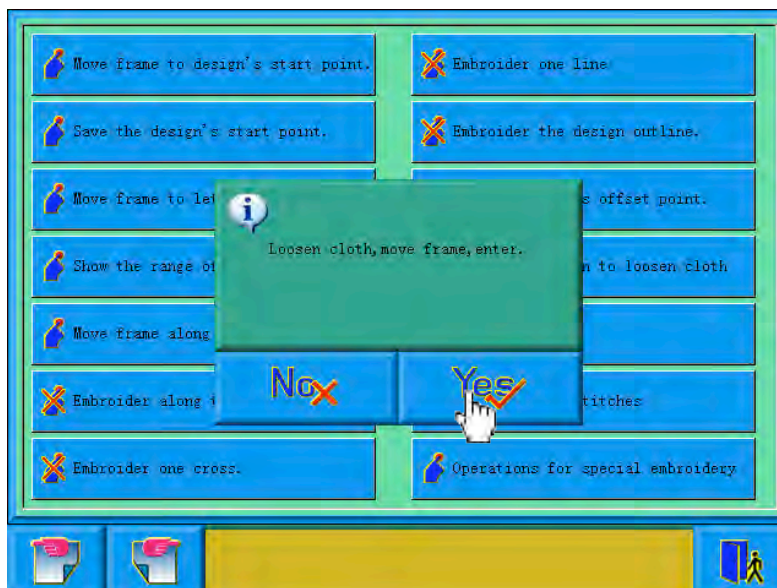 Move frame to design's start point.
Embroider one line
Save the design's start point.
Embroider the design outline.
Move frame to
offset point.
Show the range
to loosen cloth
Move frame along
Embroider along
Embroider one cross.
Operations for special embroidery
Loosen cloth,move frame,enter.
No
Yes